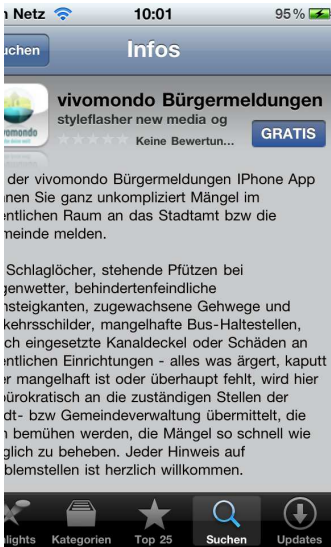 Netz 10:01 95%
Infos
vivomondo Bürgermeldungen
styleflasher new media og
Keine Bewertun... GRATIS
der vivomondo Bürgermeldungen IPhone App
nen Sie ganz unkompliziert Mängel im
entlichen Raum an das Stadtamt bzw die
meinde melden.
Schlaglöcher, stehende Pfützen bei
genwetter, behindertenfeindliche
nsteigkanten, zugewachsene Gehwege und
kehrsschilder, mangelhafte Bus-Haltestellen,
ch eingesetzte Kanaldeckel oder Schäden an
entlichen Einrichtungen - alles was ärgert, kaputt
er mangelhaft ist oder überhaupt fehlt, wird hier
bürokratisch an die zuständigen Stellen der
dt- bzw Gemeindeverwaltung übermittelt, die
bemühen werden, die Mängel so schnell wie
glich zu beheben. Jeder Hinweis auf
blemstellen ist herzlich willkommen.
lights Kategorien Top 25 Suchen Updates